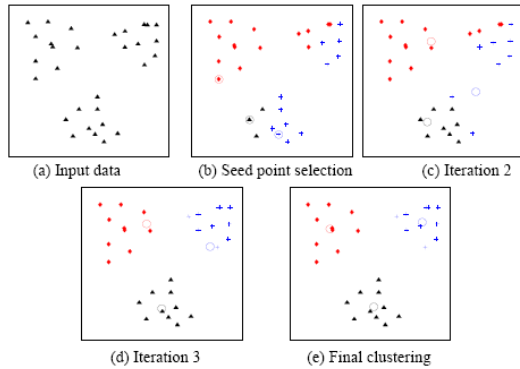 (a) Input data
(b) Seed point selection
(c) Iteration 2
(d) Iteration 3
(e) Final clustering